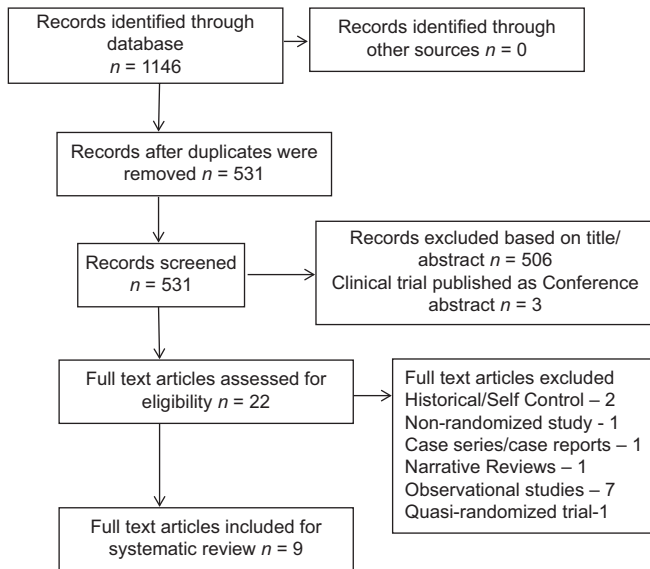 Records identified through
database
n = 1146
Records identified through
other sources n = 0
Records after duplicates were
removed n = 531
Records screened
n = 531
Records excluded based on title/
abstract n = 506
Clinical trial published as Conference
abstract n = 3
Full text articles assessed for
eligibility n = 22
Full text articles excluded
Historical/Self Control – 2
Non-randomized study - 1
Case series/case reports – 1
Narrative Reviews – 1
Observational studies – 7
Quasi-randomized trial-1
Full text articles included for
systematic review n = 9